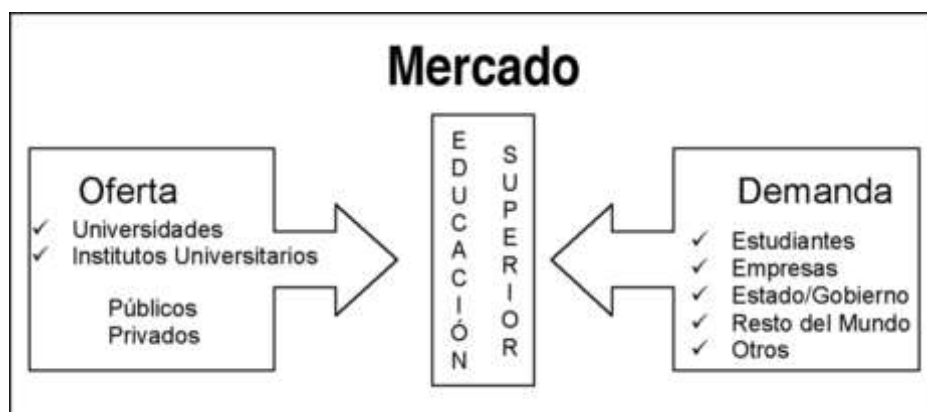 Mercado
Oferta
✓ Universidades
✓ Institutos Universitarios
Públicos
Privados
EDUCACIÓN
SUPERIOR
Demanda
✓ Estudiantes
✓ Empresas
✓ Estado/Gobierno
✓ Resto del Mundo
✓ Otros